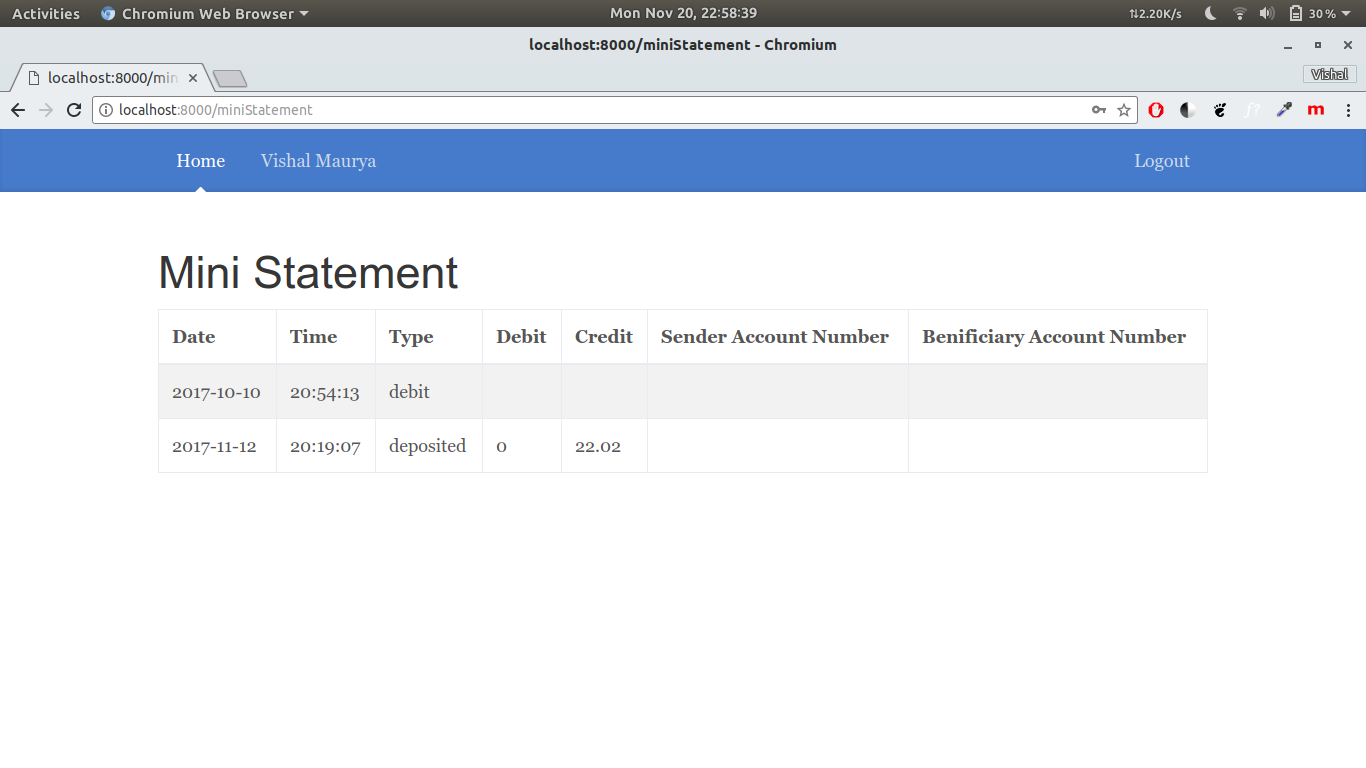 Activities Chromium Web Browser Mon Nov 20, 22:58:39 2.20K/s 30%
localhost:8000/miniStatement - Chromium
localhost:8000/min Vishal
localhost:8000/miniStatement f? m
Home Vishal Maurya Logout
Mini Statement
Date Time Type Debit Credit Sender Account Number Benificiary Account Number
2017-10-10 20:54:13 debit
2017-11-12 20:19:07 deposited 0 22.02